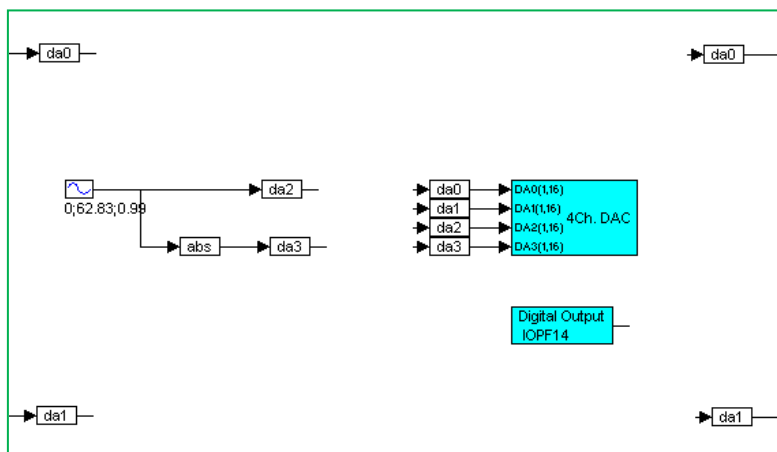 da0
da0
da2
0;62.83;0.99
abs
da3
da0
da1
da2
da3
DA0(1,16)
DA1(1,16)
DA2(1,16)
DA3(1,16)
4Ch. DAC
Digital Output
IOPF14
da1
da1